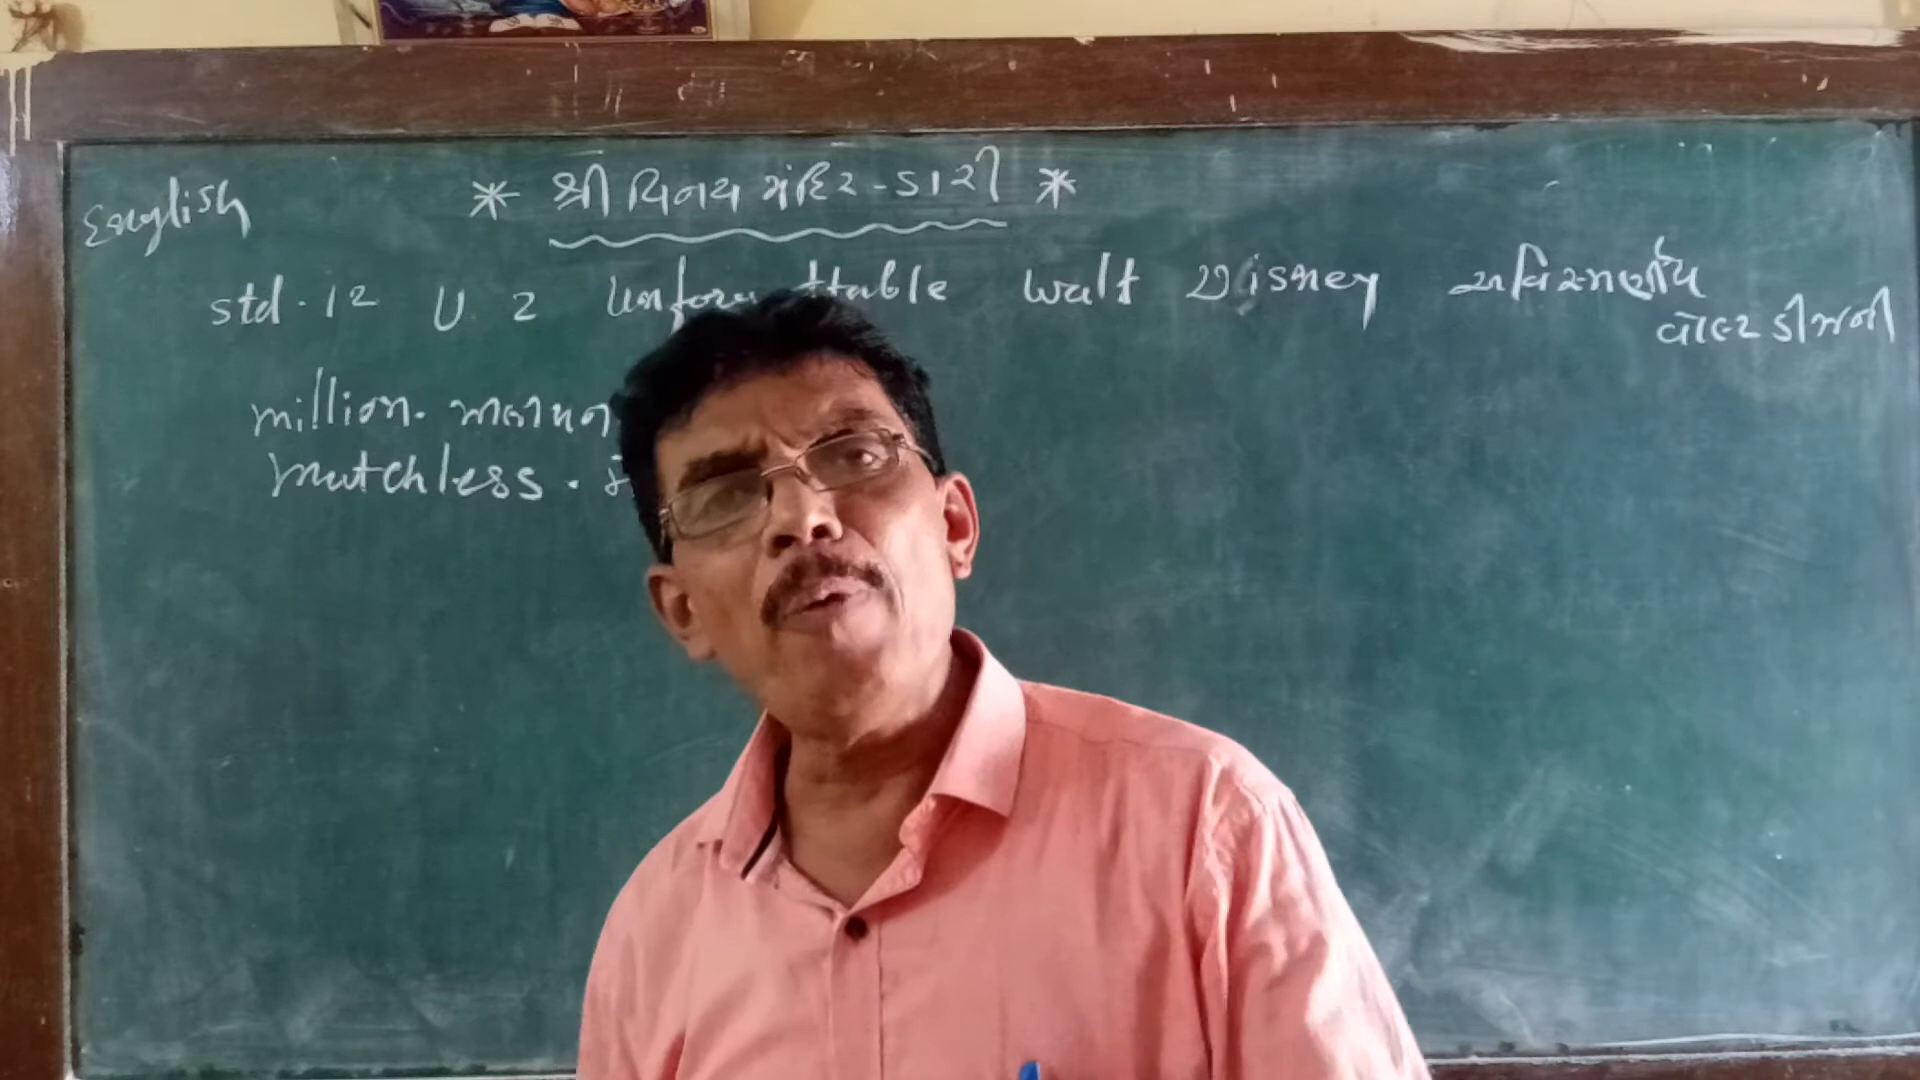 English
* શ્રી વિનય મંદિર - ડારી *
std. 12 U 2 Unforgettable Walt Disney અવિસ્મરણીય
વોલ્ટ ડીઝની
million.
matchless.